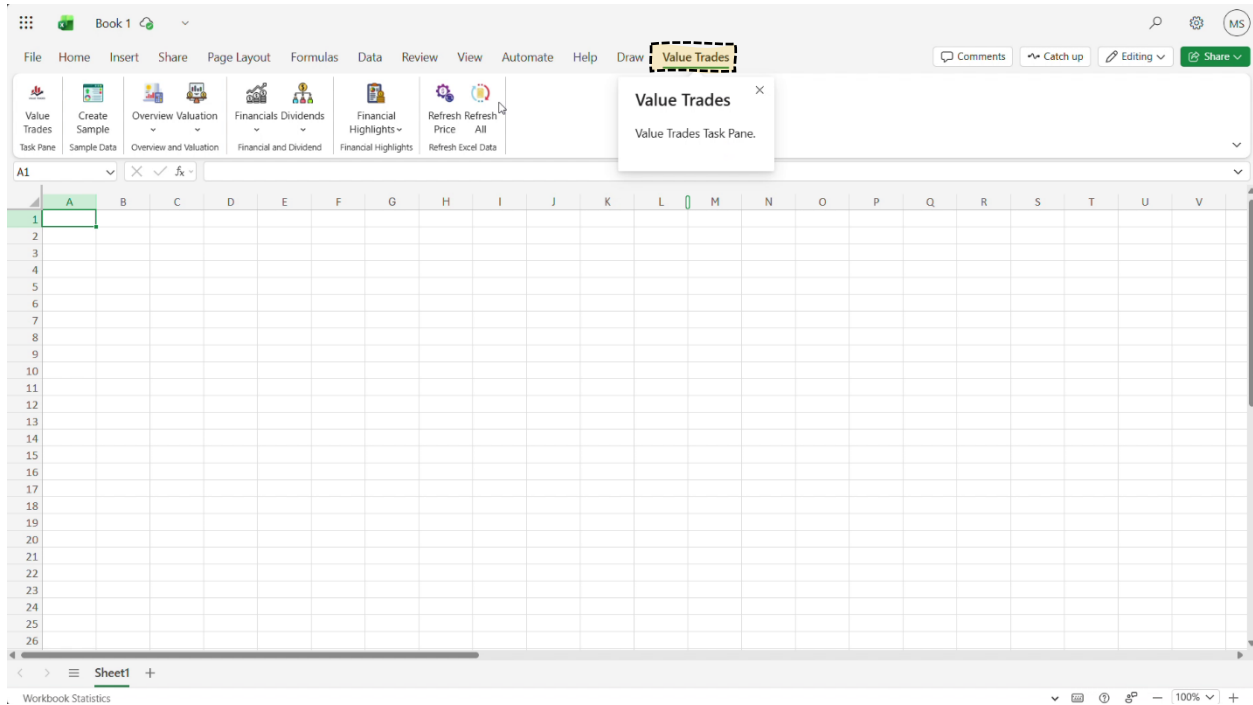 Book 1
MS
File Home Insert Share Page Layout Formulas Data Review View Automate Help Draw Value Trades
Comments Catch up Editing Share
Value Trades
Value Trades Task Pane.
Value Create Overview Valuation Financials Dividends Financial Refresh Refresh
Trades Sample Highlights Price All
Task Pane Sample Data Overview and Valuation Financial and Dividend Financial Highlights Refresh Excel Data
A1 fx
A B C D E F G H I J K L M N O P Q R S T U V
1
2
3
4
5
6
7
8
9
10
11
12
13
14
15
16
17
18
19
20
21
22
23
24
25
26
Sheet1
Workbook Statistics 100%